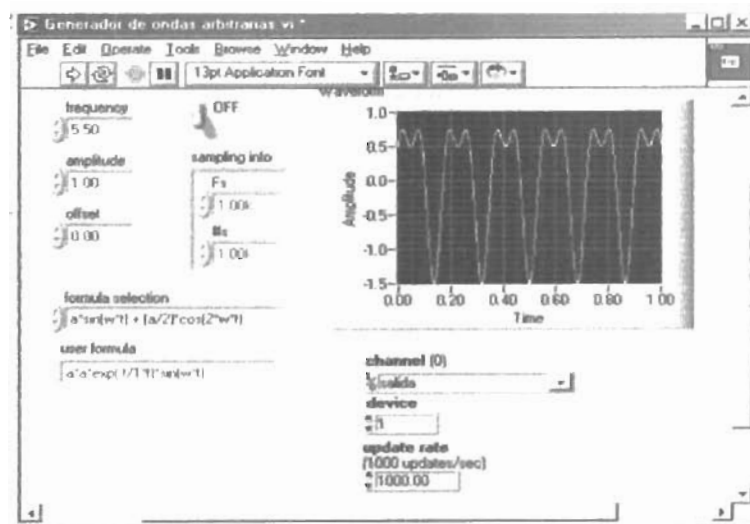 Generador de ondas arbitrarias.vi *
File Edit Operate Tools Browse Window Help
13pt Application Font
frequency
5.50
OFF
amplitude
1.00
sampling info
Fs
1.00k
offset
0.00
#s
1.00k
formula selection
a*sin(w*t) + (a/2)*cos(2*w*t)
user formula
Waveform
Amplitude
1.0
0.5
0.0
-0.5
-1.0
-1.5
0.00 0.20 0.40 0.60 0.80 1.00
Time
channel (0)
salida
device
1
update rate
(1000 updates/sec)
1000.00